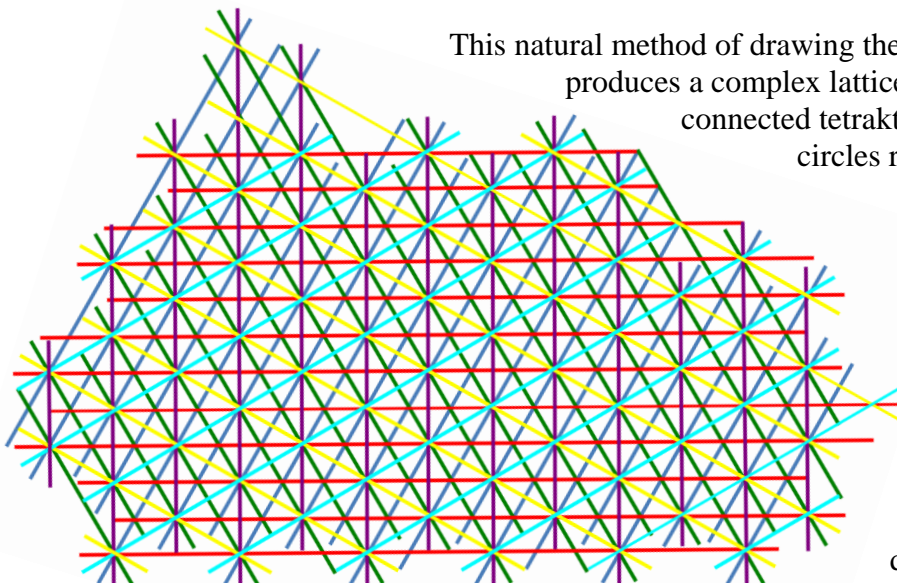 This natural method of drawing the
produces a complex lattice
connected tetrakt
circles r